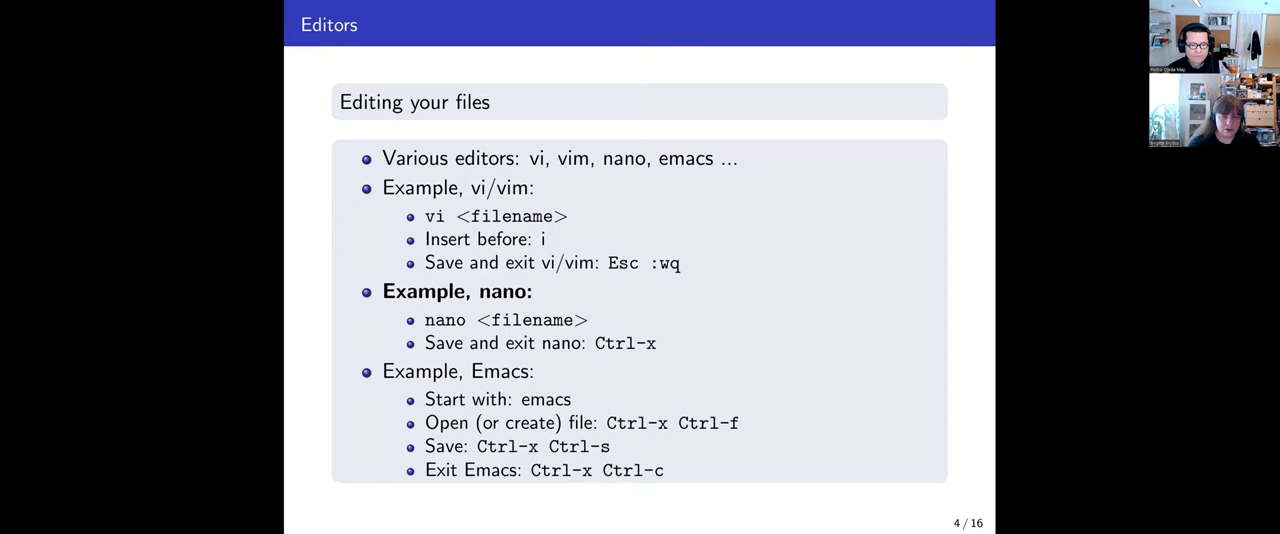 Editors
Editing your files
Various editors: vi, vim, nano, emacs ...
Example, vi/vim:
vi <filename>
Insert before: i
Save and exit vi/vim: Esc :wq
Example, nano:
nano <filename>
Save and exit nano: Ctrl-x
Example, Emacs:
Start with: emacs
Open (or create) file: Ctrl-x Ctrl-f
Save: Ctrl-x Ctrl-s
Exit Emacs: Ctrl-x Ctrl-c
4 / 16